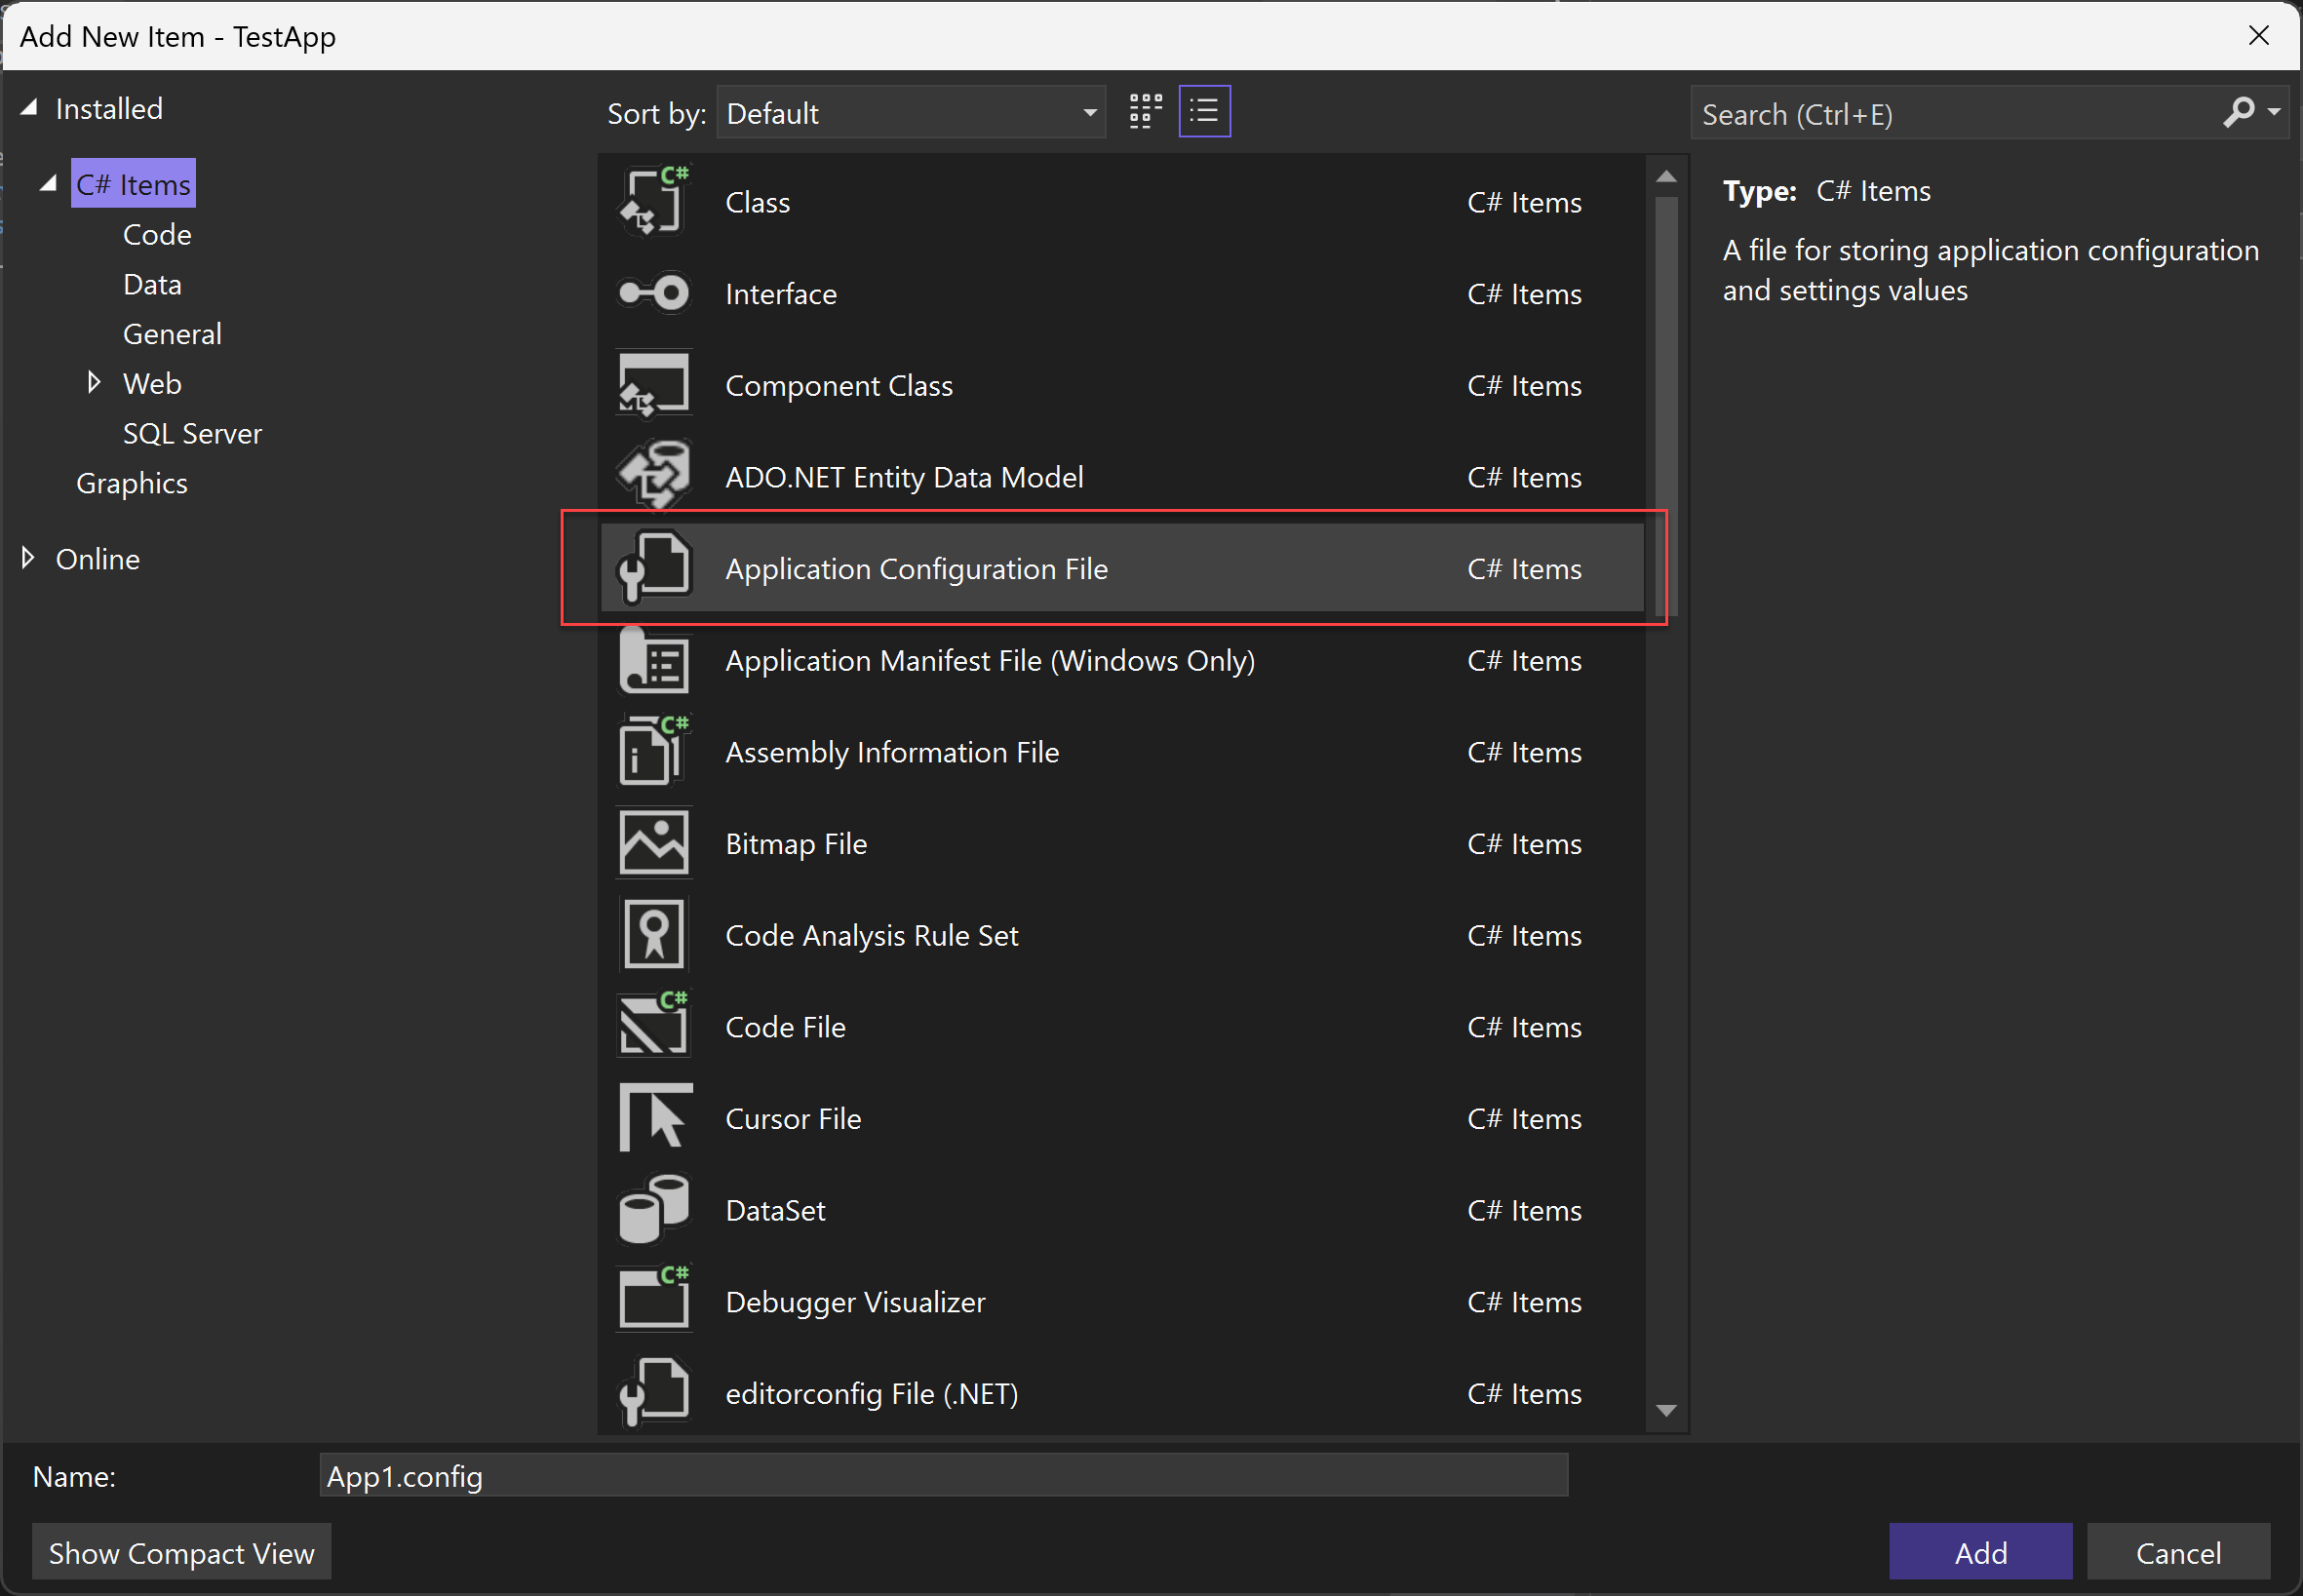 Add New Item - TestApp
Installed
C# Items
Code
Data
General
Web
SQL Server
Graphics
Online
Sort by: Default
Class C# Items
Interface C# Items
Component Class C# Items
ADO.NET Entity Data Model C# Items
Application Configuration File C# Items
Application Manifest File (Windows Only) C# Items
Assembly Information File C# Items
Bitmap File C# Items
Code Analysis Rule Set C# Items
Code File C# Items
Cursor File C# Items
DataSet C# Items
Debugger Visualizer C# Items
editorconfig File (.NET) C# Items
Search (Ctrl+E)
Type: C# Items
A file for storing application configuration
and settings values
Name: App1.config
Show Compact View
Add
Cancel